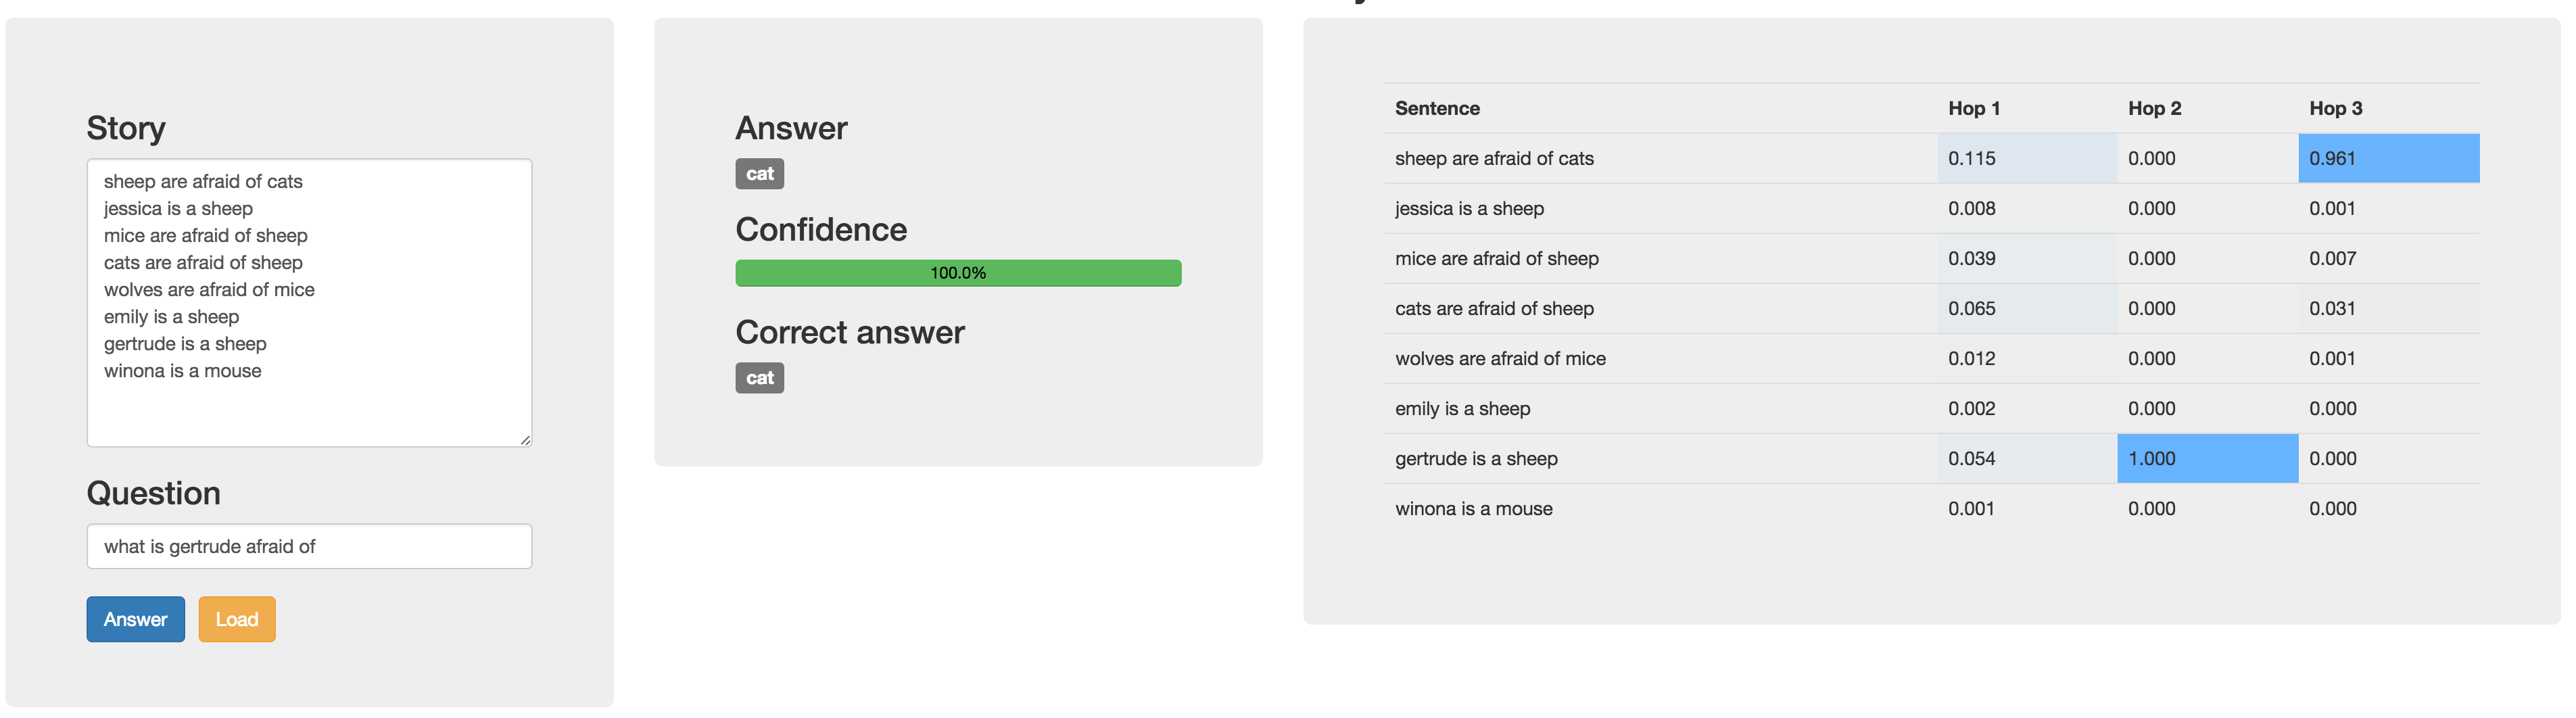 Story
sheep are afraid of cats
jessica is a sheep
mice are afraid of sheep
cats are afraid of sheep
wolves are afraid of mice
emily is a sheep
gertrude is a sheep
winona is a mouse
Question
what is gertrude afraid of
Answer Load
Answer
cat
Confidence
100.0%
Correct answer
cat
Sentence Hop 1 Hop 2 Hop 3
sheep are afraid of cats 0.115 0.000 0.961
jessica is a sheep 0.008 0.000 0.001
mice are afraid of sheep 0.039 0.000 0.007
cats are afraid of sheep 0.065 0.000 0.031
wolves are afraid of mice 0.012 0.000 0.001
emily is a sheep 0.002 0.000 0.000
gertrude is a sheep 0.054 1.000 0.000
winona is a mouse 0.001 0.000 0.000